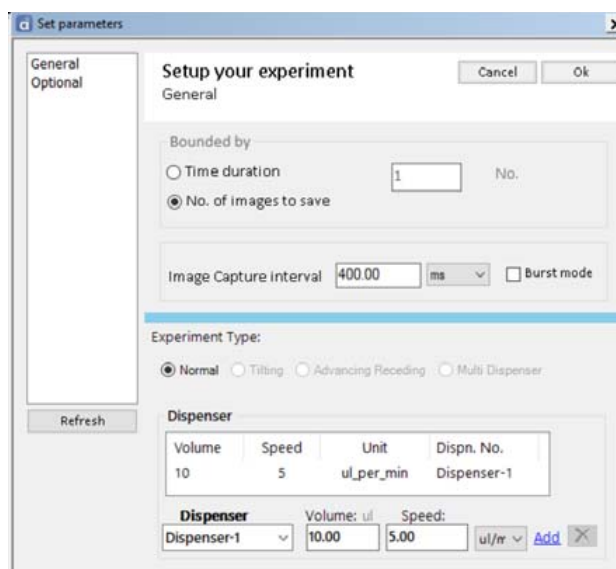 Set parameters
General
Optional
Setup your experiment
Cancel
Ok
General
Bounded by
Time duration
1
No.
No. of images to save
Image Capture interval
400.00
ms
Burst mode
Experiment Type:
Normal
Tilting
Advancing Receding
Multi Dispenser
Refresh
Dispenser
Volume Speed Unit Dispn. No.
10 5 ul_per_min Dispenser-1
Dispenser Volume: ul Speed:
Dispenser-1 10.00 5.00 ul/m Add